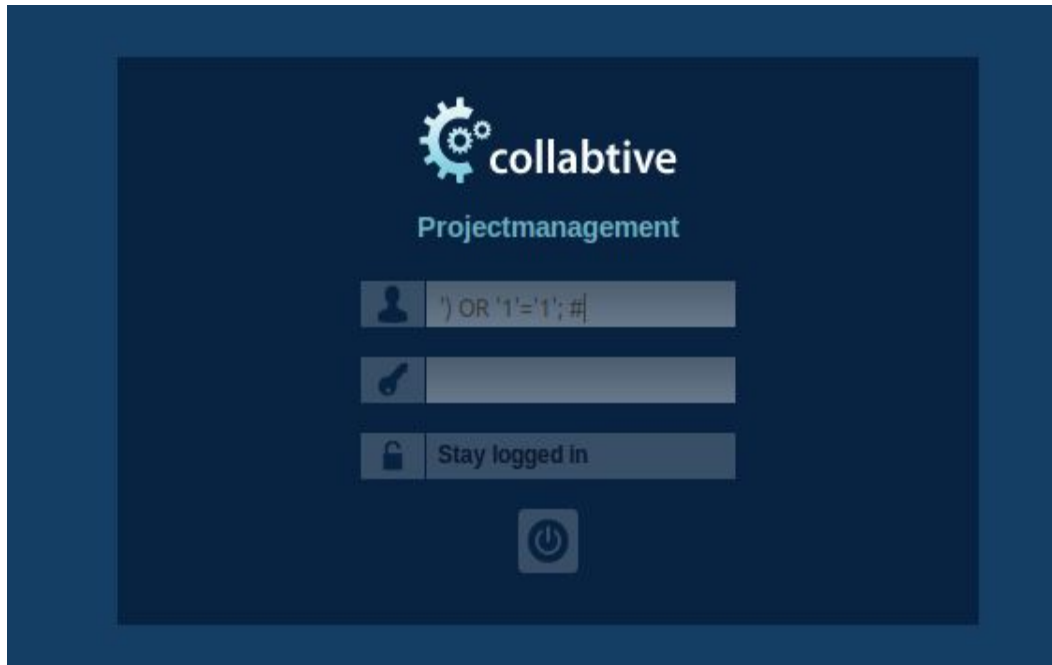 collabtive
Projectmanagement
') OR '1'='1'; #
Stay logged in